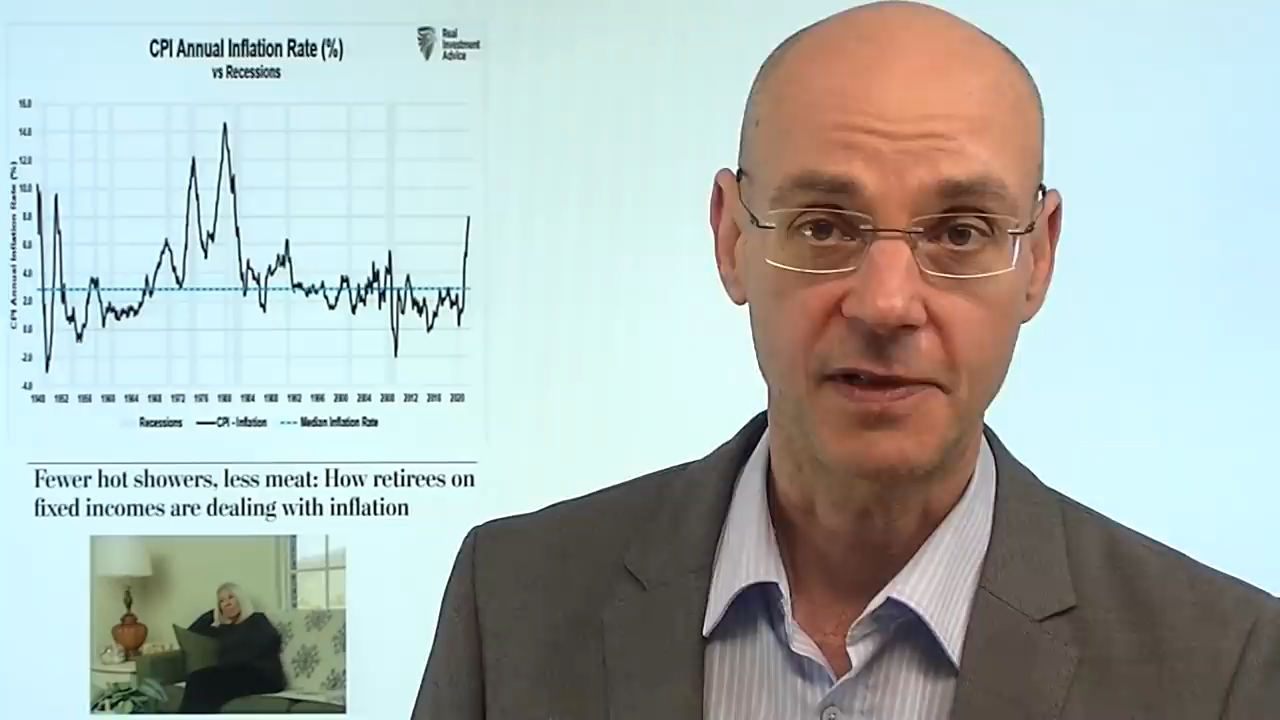 CPI Annual Inflation Rate (%)
vs Recessions
Real
Investment
Advice
CPI Annual Inflation Rate (%)
16.0
14.0
12.0
10.0
8.0
6.0
4.0
2.0
0.0
-2.0
-4.0
1948 1952 1956 1960 1964 1968 1972 1976 1980 1984 1988 1992 1996 2000 2004 2008 2012 2016 2020
Recessions CPI - Inflation Median Inflation Rate
Fewer hot showers, less meat: How retirees on
fixed incomes are dealing with inflation